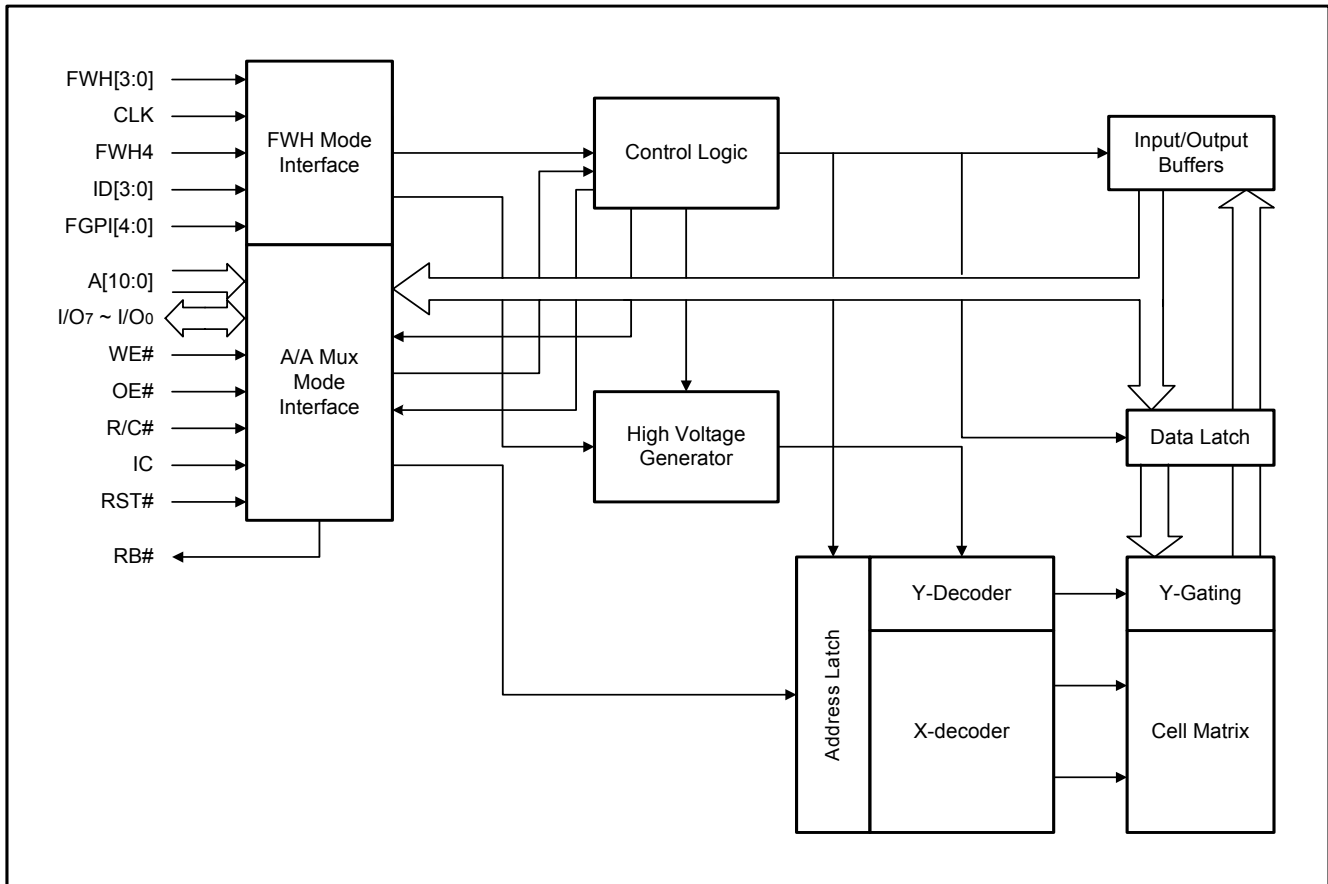 FWH[3:0]
CLK
FWH4
ID[3:0]
FGPI[4:0]
A[10:0]
I/O7 ~ I/O0
WE#
OE#
R/C#
IC
RST#
RB#
FWH Mode
Interface
A/A Mux
Mode
Interface
Control Logic
High Voltage
Generator
Input/Output
Buffers
Data Latch
Address Latch
Y-Decoder
X-decoder
Y-Gating
Cell Matrix